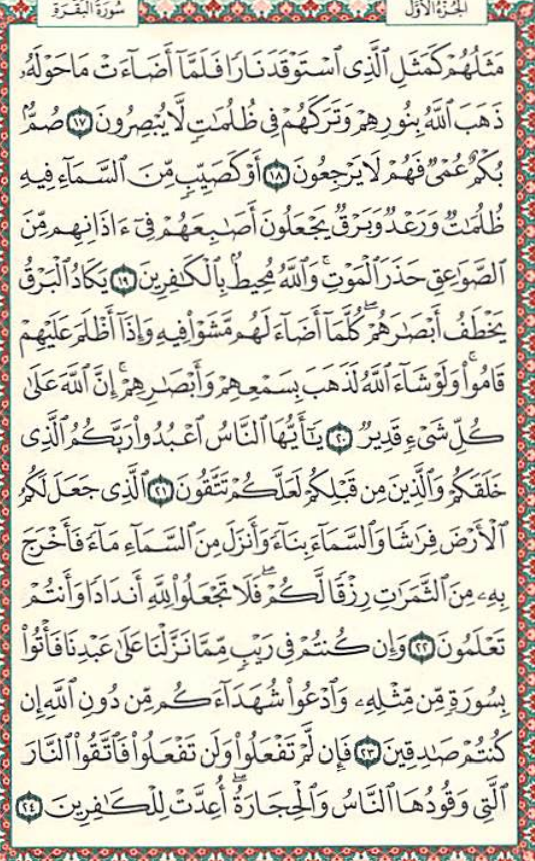 سُورَةُ البَقَرَةِ الجُزْءُ الأَوَّلُ
مَثَلُهُمْ كَمَثَلِ ٱلَّذِى ٱسْتَوْقَدَ نَارًا فَلَمَّآ أَضَآءَتْ مَا حَوْلَهُۥ
ذَهَبَ ٱللَّهُ بِنُورِهِمْ وَتَرَكَهُمْ فِى ظُلُمَٰتٍ لَّا يُبْصِرُونَ ١٧ صُمٌّۢ
بُكْمٌ عُمْىٌ فَهُمْ لَا يَرْجِعُونَ ١٨ أَوْ كَصَيِّبٍ مِّنَ ٱلسَّمَآءِ فِيهِ
ظُلُمَٰتٌ وَرَعْدٌ وَبَرْقٌ يَجْعَلُونَ أَصَٰبِعَهُمْ فِىٓ ءَاذَانِهِم مِّنَ
ٱلصَّوَٰعِقِ حَذَرَ ٱلْمَوْتِ ۚ وَٱللَّهُ مُحِيطٌۢ بِٱلْكَٰفِرِينَ ١٩ يَكَادُ ٱلْبَرْقُ
يَخْطَفُ أَبْصَٰرَهُمْ ۖ كُلَّمَآ أَضَآءَ لَهُم مَّشَوْا۟ فِيهِ وَإِذَآ أَظْلَمَ عَلَيْهِمْ
قَامُوا۟ ۚ وَلَوْ شَآءَ ٱللَّهُ لَذَهَبَ بِسَمْعِهِمْ وَأَبْصَٰرِهِمْ ۚ إِنَّ ٱللَّهَ عَلَىٰ
كُلِّ شَىْءٍ قَدِيرٌ ٢٠ يَٰٓأَيُّهَا ٱلنَّاسُ ٱعْبُدُوا۟ رَبَّكُمُ ٱلَّذِى
خَلَقَكُمْ وَٱلَّذِينَ مِن قَبْلِكُمْ لَعَلَّكُمْ تَتَّقُونَ ٢١ ٱلَّذِى جَعَلَ لَكُمُ
ٱلْأَرْضَ فِرَٰشًا وَٱلسَّمَآءَ بِنَآءً وَأَنزَلَ مِنَ ٱلسَّمَآءِ مَآءً فَأَخْرَجَ
بِهِۦ مِنَ ٱلثَّمَرَٰتِ رِزْقًا لَّكُمْ ۖ فَلَا تَجْعَلُوا۟ لِلَّهِ أَندَادًا وَأَنتُمْ
تَعْلَمُونَ ٢٢ وَإِن كُنتُمْ فِى رَيْبٍ مِّمَّا نَزَّلْنَا عَلَىٰ عَبْدِنَا فَأْتُوا۟
بِسُورَةٍ مِّن مِّثْلِهِۦ وَٱدْعُوا۟ شُهَدَآءَكُم مِّن دُونِ ٱللَّهِ إِن
كُنتُمْ صَٰدِقِينَ ٢٣ فَإِن لَّمْ تَفْعَلُوا۟ وَلَن تَفْعَلُوا۟ فَٱتَّقُوا۟ ٱلنَّارَ
ٱلَّتِى وَقُودُهَا ٱلنَّاسُ وَٱلْحِجَارَةُ ۖ أُعِدَّتْ لِلْكَٰفِرِينَ ٢٤